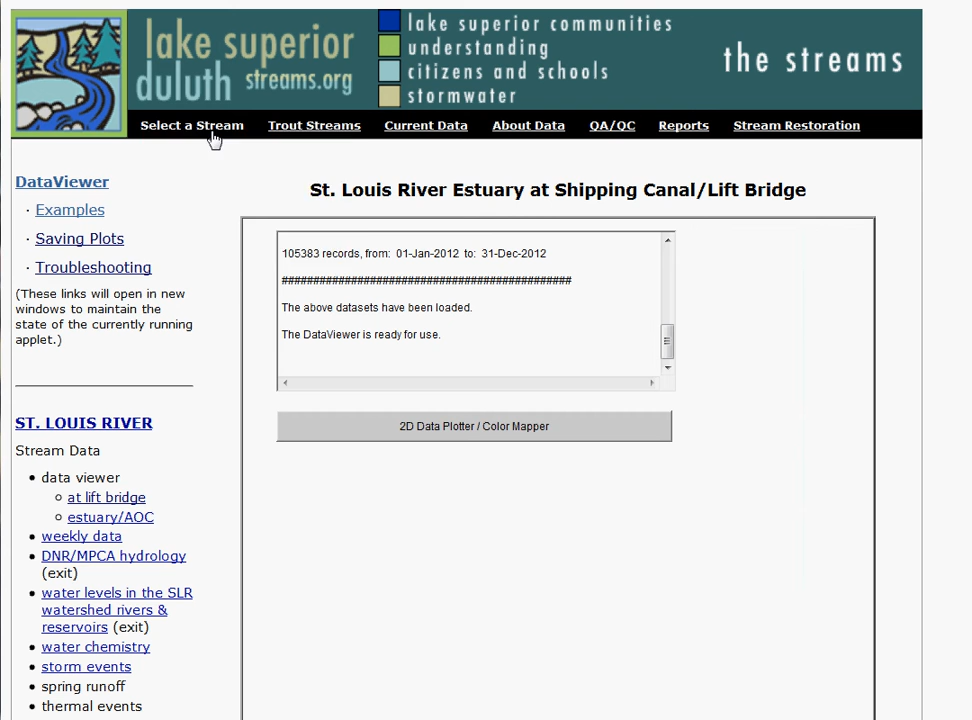 lake superior
duluth streams.org
lake superior communities
understanding
citizens and schools
stormwater
the streams
Select a Stream Trout Streams Current Data About Data QA/QC Reports Stream Restoration
DataViewer
· Examples
· Saving Plots
· Troubleshooting
(These links will open in new
windows to maintain the
state of the currently running
applet.)
St. Louis River Estuary at Shipping Canal/Lift Bridge
105383 records, from: 01-Jan-2012 to: 31-Dec-2012
##############################################
The above datasets have been loaded.
The DataViewer is ready for use.
2D Data Plotter / Color Mapper
ST. LOUIS RIVER
Stream Data
• data viewer
○ at lift bridge
○ estuary/AOC
• weekly data
• DNR/MPCA hydrology
(exit)
• water levels in the SLR
watershed rivers &
reservoirs (exit)
• water chemistry
• storm events
• spring runoff
• thermal events